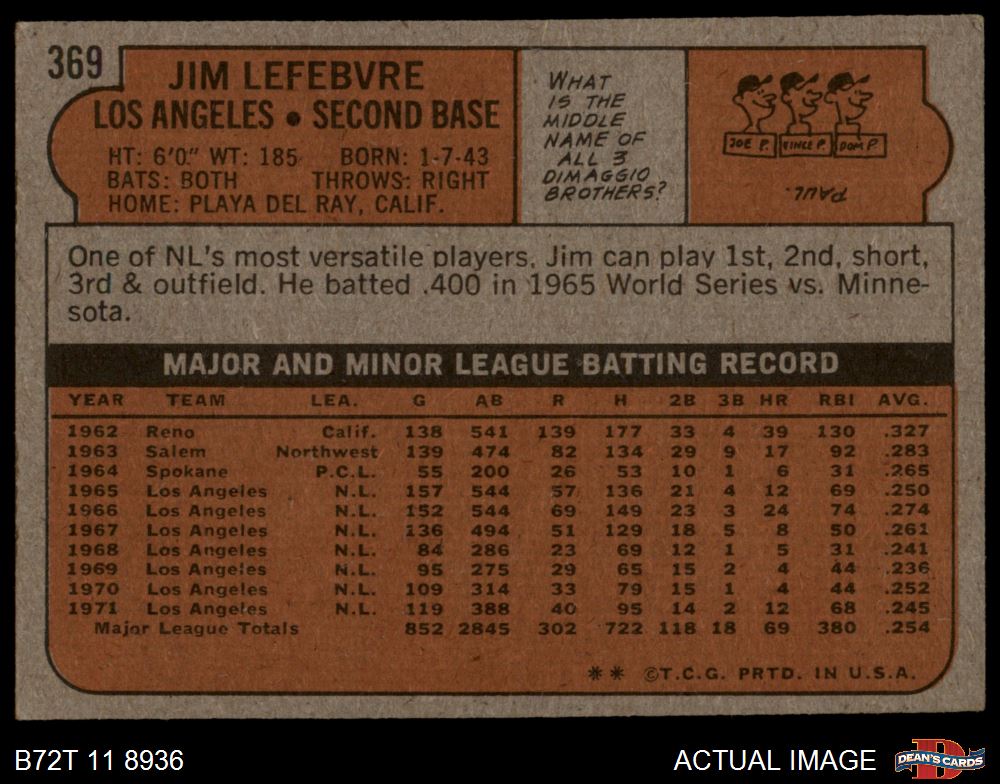 369
JIM LEFEBVRE
LOS ANGELES • SECOND BASE
HT: 6'0" WT: 185 BORN: 1-7-43
BATS: BOTH THROWS: RIGHT
HOME: PLAYA DEL RAY, CALIF.
WHAT
IS THE
MIDDLE
NAME OF
ALL 3
DIMAGGIO
BROTHERS?
JOE P. VINCE P. DOM P.
PAUL
One of NL's most versatile players, Jim can play 1st, 2nd, short,
3rd & outfield. He batted .400 in 1965 World Series vs. Minne-
sota.
MAJOR AND MINOR LEAGUE BATTING RECORD
YEAR TEAM LEA. G AB R H 2B 3B HR RBI AVG.
1962 Reno Calif. 138 541 139 177 33 4 39 130 .327
1963 Salem Northwest 139 474 82 134 29 9 17 92 .283
1964 Spokane P.C.L. 55 200 26 53 10 1 6 31 .265
1965 Los Angeles N.L. 157 544 57 136 21 4 12 69 .250
1966 Los Angeles N.L. 152 544 69 149 23 3 24 74 .274
1967 Los Angeles N.L. 136 494 51 129 18 5 8 50 .261
1968 Los Angeles N.L. 84 286 23 69 12 1 5 31 .241
1969 Los Angeles N.L. 95 275 29 65 15 2 4 44 .236
1970 Los Angeles N.L. 109 314 33 79 15 1 4 44 .252
1971 Los Angeles N.L. 119 388 40 95 14 2 12 68 .245
Major League Totals 852 2845 302 722 118 18 69 380 .254
** ©T.C.G. PRTD. IN U.S.A.
B72T 11 8936
ACTUAL IMAGE
DEAN'S CARDS